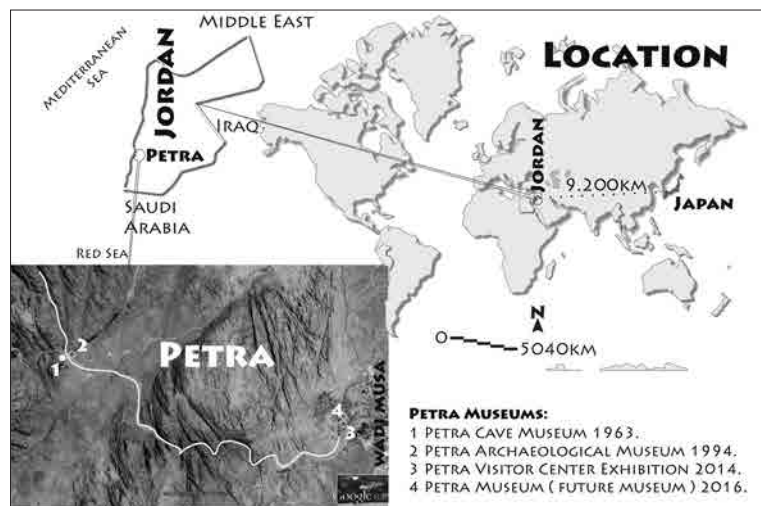 MIDDLE EAST
MEDITERRANEAN
SEA
JORDAN
IRAQ
PETRA
SAUDI
ARABIA
RED SEA
LOCATION
JORDAN
9.200KM
JAPAN
N
0
5040KM
PETRA
2
1
4
3
WADI MUSA
Google
PETRA MUSEUMS:
1 PETRA CAVE MUSEUM 1963.
2 PETRA ARCHAEOLOGICAL MUSEUM 1994.
3 PETRA VISITOR CENTER EXHIBITION 2014.
4 PETRA MUSEUM ( FUTURE MUSEUM ) 2016.